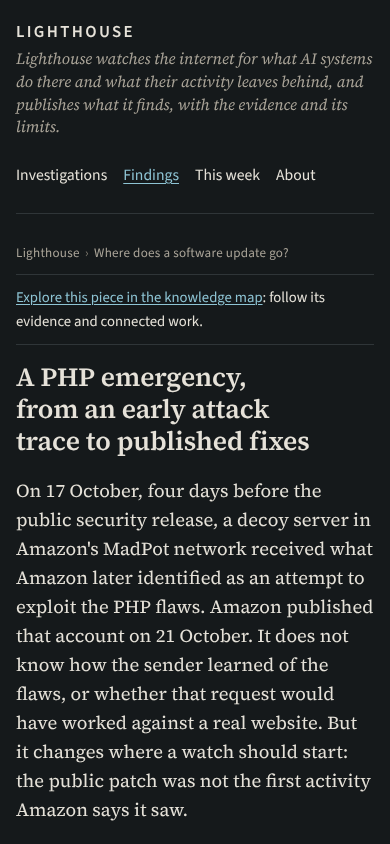 LIGHTHOUSE
Lighthouse watches the internet for what AI systems
do there and what their activity leaves behind, and
publishes what it finds, with the evidence and its
limits.
Investigations Findings This week About
Lighthouse › Where does a software update go?
Explore this piece in the knowledge map: follow its
evidence and connected work.
A PHP emergency,
from an early attack
trace to published fixes
On 17 October, four days before the
public security release, a decoy server in
Amazon's MadPot network received what
Amazon later identified as an attempt to
exploit the PHP flaws. Amazon published
that account on 21 October. It does not
know how the sender learned of the
flaws, or whether that request would
have worked against a real website. But
it changes where a watch should start:
the public patch was not the first activity
Amazon says it saw.